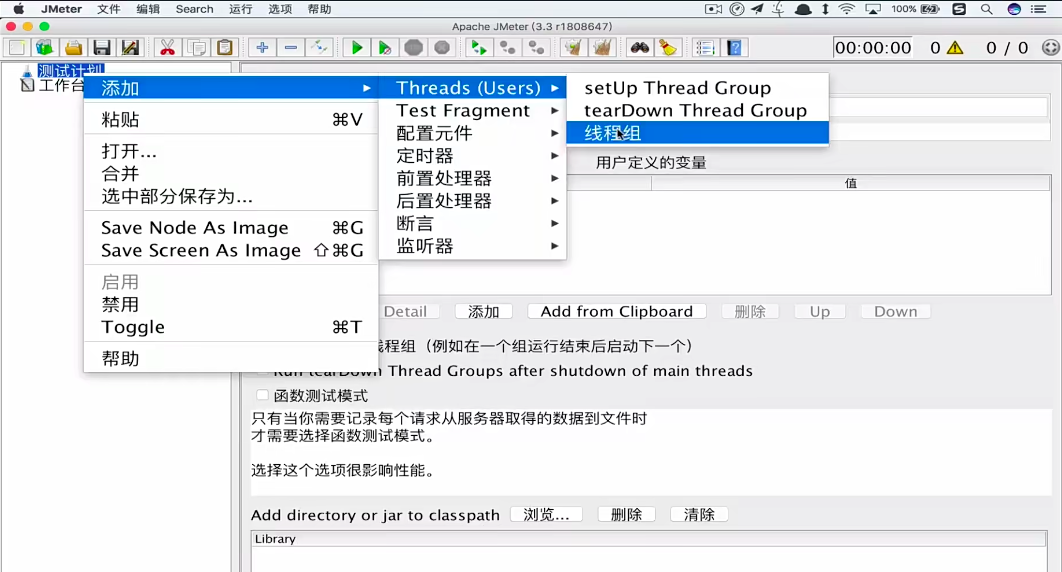 JMeter 文件 编辑 Search 运行 选项 帮助 100%
Apache JMeter (3.3 r1808647)
00:00:00 0 0 / 0
测试计划
工作台
添加
粘贴 ⌘V
打开...
合并
选中部分保存为...
Save Node As Image ⌘G
Save Screen As Image ⇧⌘G
启用
禁用
Toggle ⌘T
帮助
Threads (Users)
Test Fragment
配置元件
定时器
前置处理器
后置处理器
断言
监听器
setUp Thread Group
tearDown Thread Group
线程组
用户定义的变量
值
Detail 添加 Add from Clipboard 删除 Up Down
线程组（例如在一个组运行结束后启动下一个）
Run tearDown Thread Groups after shutdown of main threads
函数测试模式
只有当你需要记录每个请求从服务器取得的数据到文件时
才需要选择函数测试模式。
选择这个选项很影响性能。
Add directory or jar to classpath 浏览... 删除 清除
Library